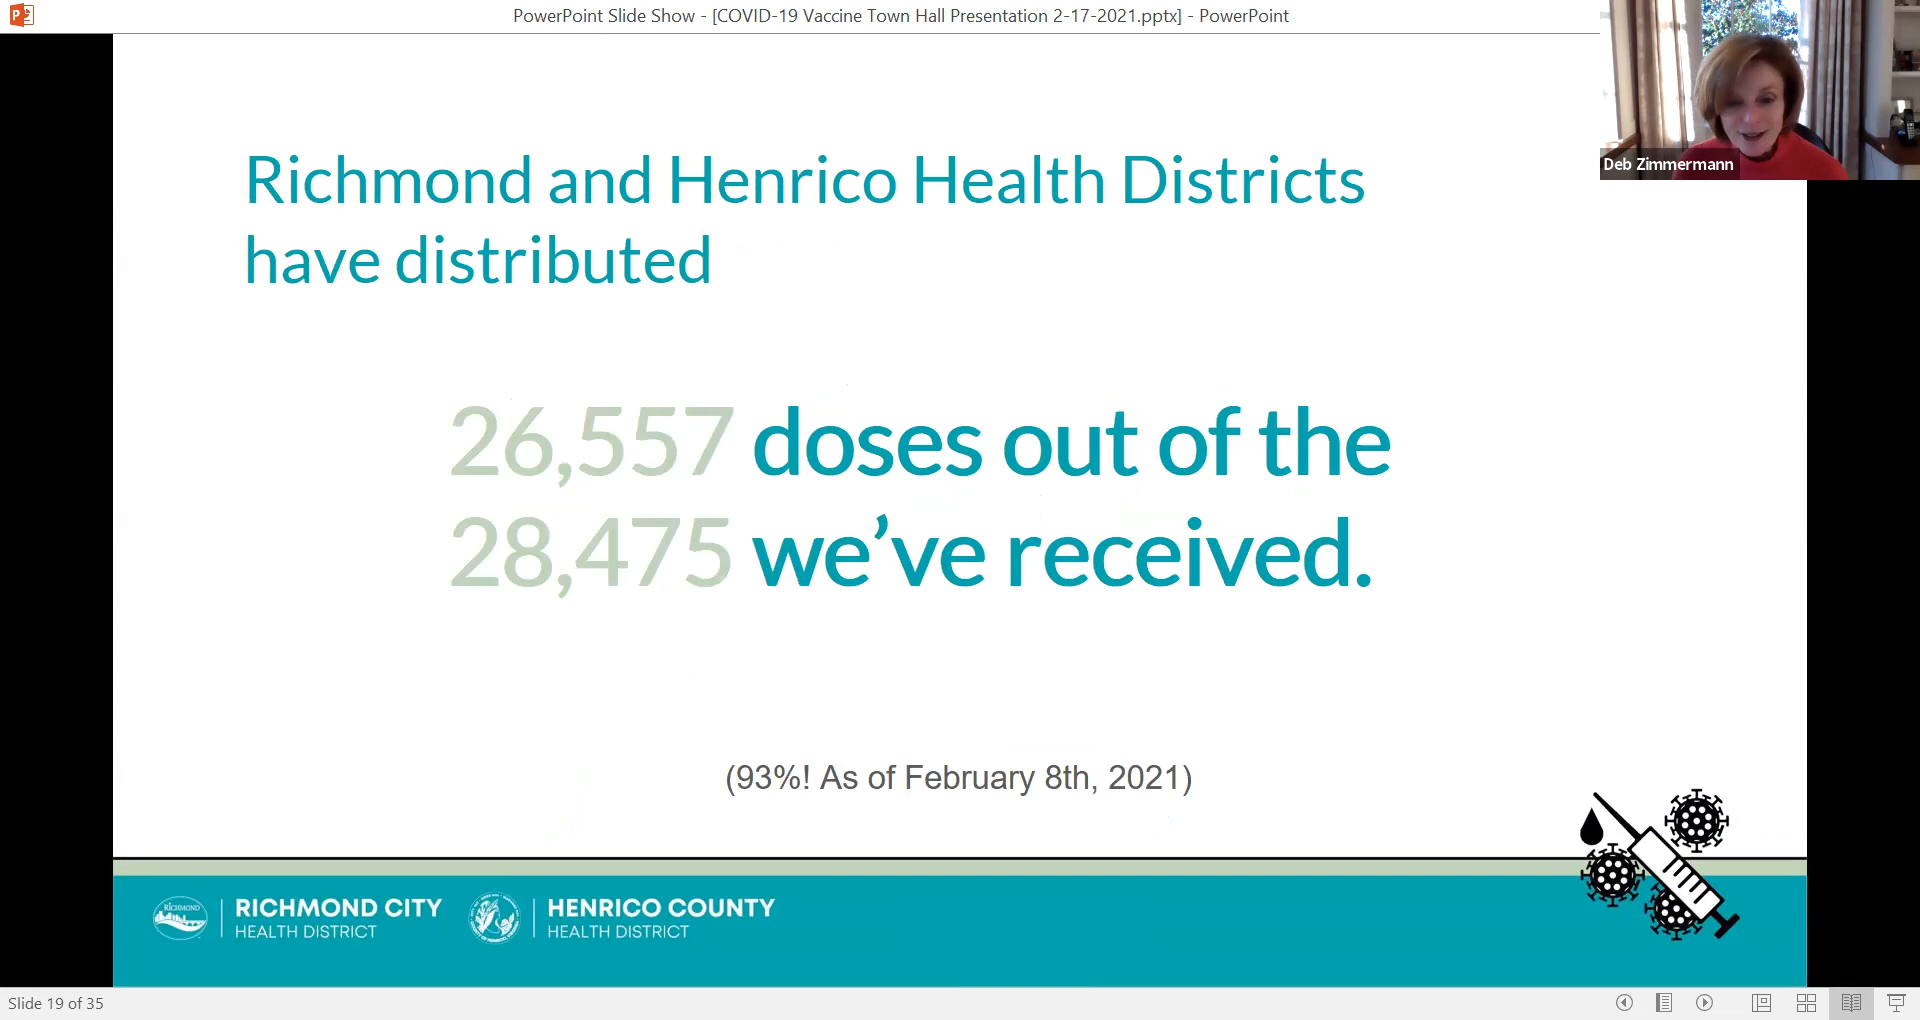 PowerPoint Slide Show - [COVID-19 Vaccine Town Hall Presentation 2-17-2021.pptx] - PowerPoint
Deb Zimmermann
Richmond and Henrico Health Districts
have distributed
26,557 doses out of the
28,475 we’ve received.
(93%! As of February 8th, 2021)
RICHMOND
RICHMOND CITY
HEALTH DISTRICT
HENRICO COUNTY
HEALTH DISTRICT
Slide 19 of 35